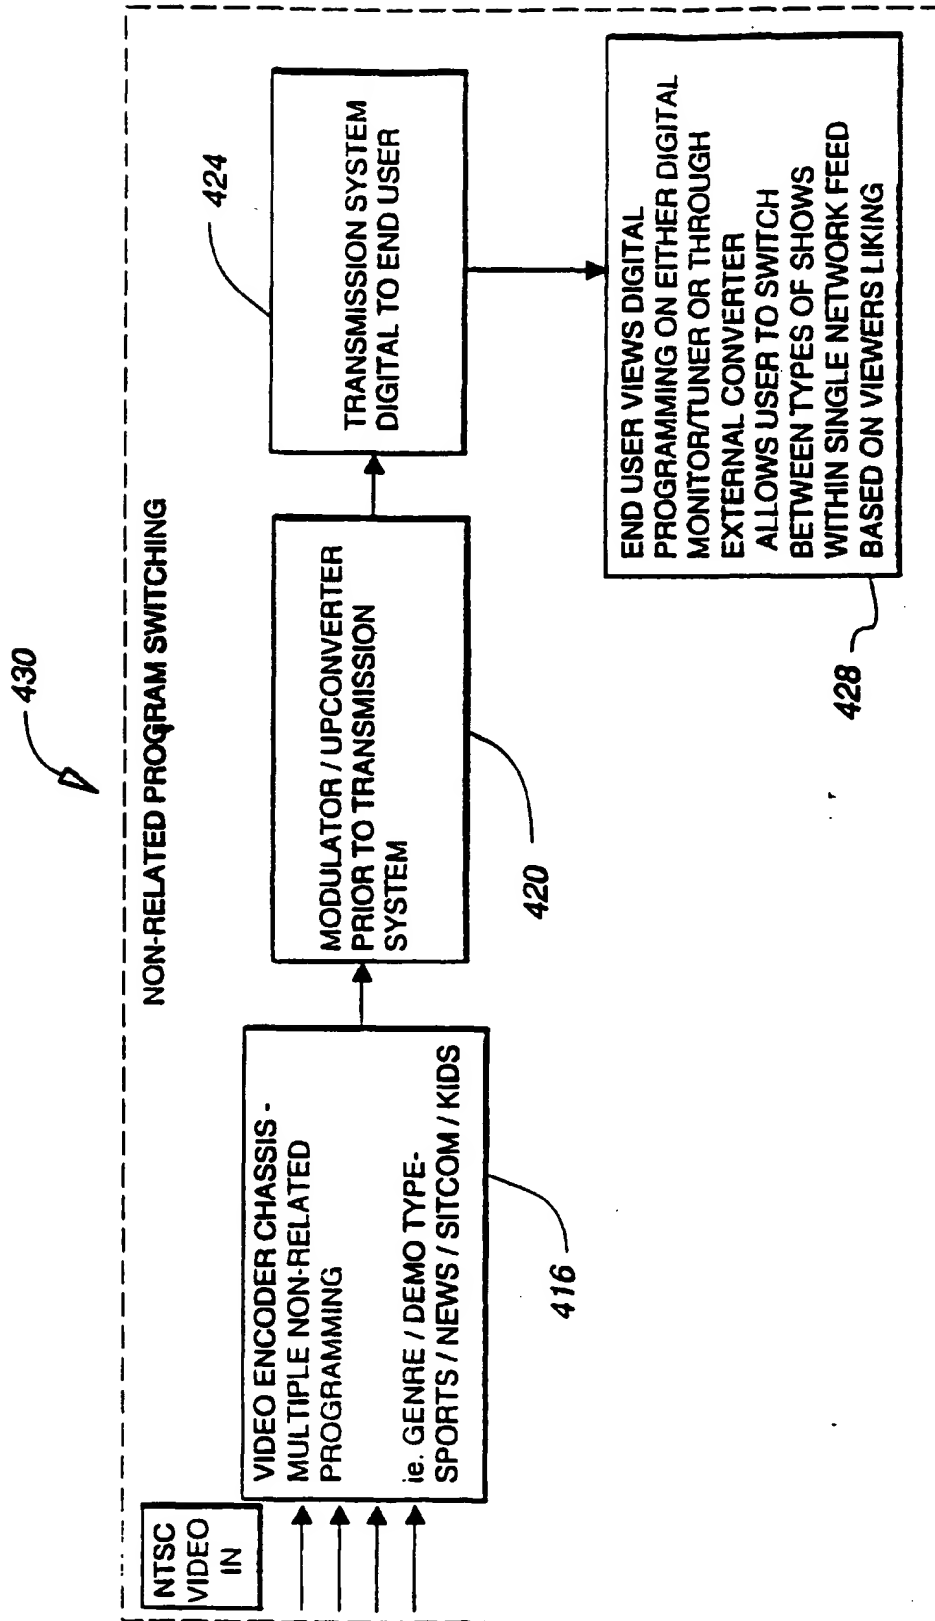 430
NON-RELATED PROGRAM SWITCHING
NTSC
VIDEO
IN
VIDEO ENCODER CHASSIS -
MULTIPLE NON-RELATED
PROGRAMMING
ie. GENRE / DEMO TYPE-
SPORTS / NEWS / SITCOM / KIDS
416
MODULATOR / UPCONVERTER
PRIOR TO TRANSMISSION
SYSTEM
420
TRANSMISSION SYSTEM
DIGITAL TO END USER
424
END USER VIEWS DIGITAL
PROGRAMMING ON EITHER DIGITAL
MONITOR/TUNER OR THROUGH
EXTERNAL CONVERTER
ALLOWS USER TO SWITCH
BETWEEN TYPES OF SHOWS
WITHIN SINGLE NETWORK FEED
BASED ON VIEWERS LIKING
428